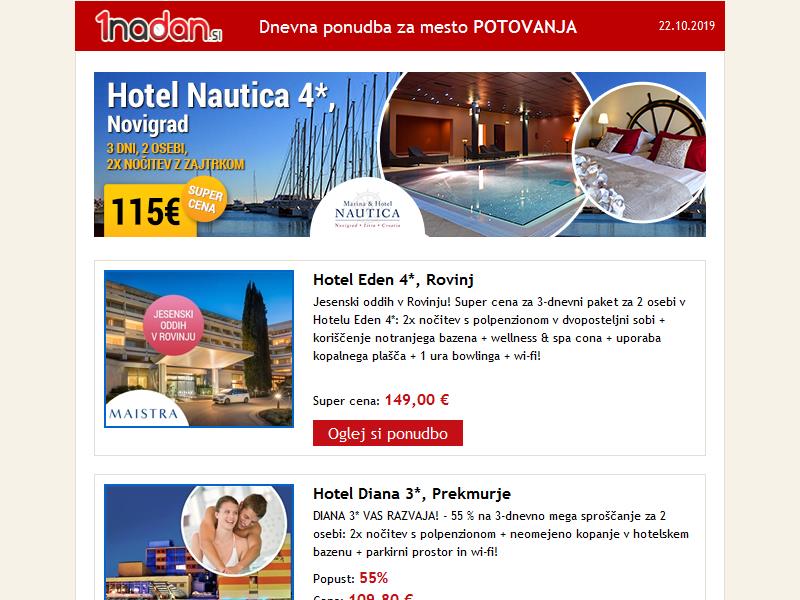 1nadan.si
Dnevna ponudba za mesto POTOVANJA
22.10.2019
Hotel Nautica 4*,
Novigrad
3 DNI, 2 OSEBI,
2X NOČITEV Z ZAJTRKOM
115€
SUPER
CENA
Marina & Hotel
NAUTICA
Novigrad • Istra • Croatia
Hotel Eden 4*, Rovinj
JESENSKI
ODDIH
V ROVINJU
MAISTRA
Jesenski oddih v Rovinju! Super cena za 3-dnevni paket za 2 osebi v
Hotelu Eden 4*: 2x nočitev s polpenzionom v dvoposteljni sobi +
koriščenje notranjega bazena + wellness & spa cona + uporaba
kopalnega plašča + 1 ura bowlinga + wi-fi!
Super cena: 149,00 €
Oglej si ponudbo
Hotel Diana 3*, Prekmurje
DIANA 3* VAS RAZVAJA! - 55 % na 3-dnevno mega sproščanje za 2
osebi: 2x nočitev s polpenzionom + neomejeno kopanje v hotelskem
bazenu + parkirni prostor in wi-fi!
Popust: 55%
Cena: 109,80 €